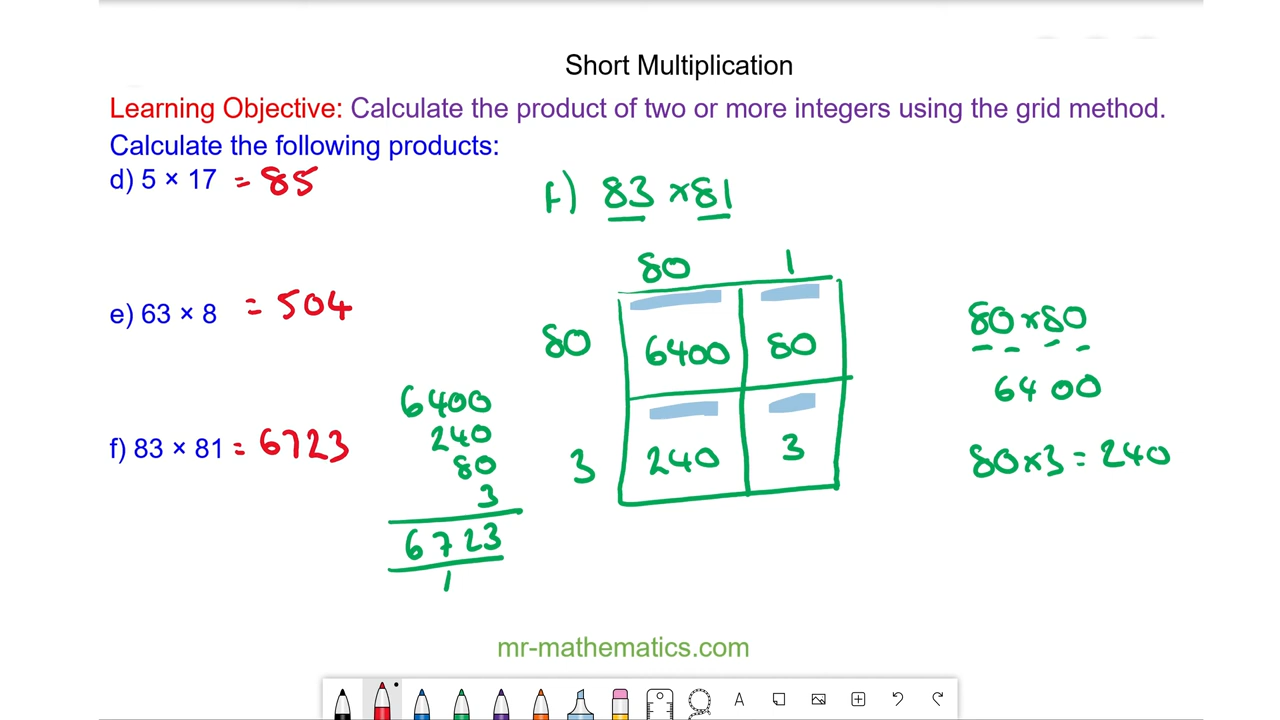 Short Multiplication
Learning Objective: Calculate the product of two or more integers using the grid method.
Calculate the following products:
d) 5 × 17 = 85
f) 83 × 81
80 1
e) 63 × 8 = 504
80 6400 80
80 × 80
6400
6400
240
80
3
6723
1
f) 83 × 81 = 6723
3 240 3
80 × 3 = 240
mr-mathematics.com
A